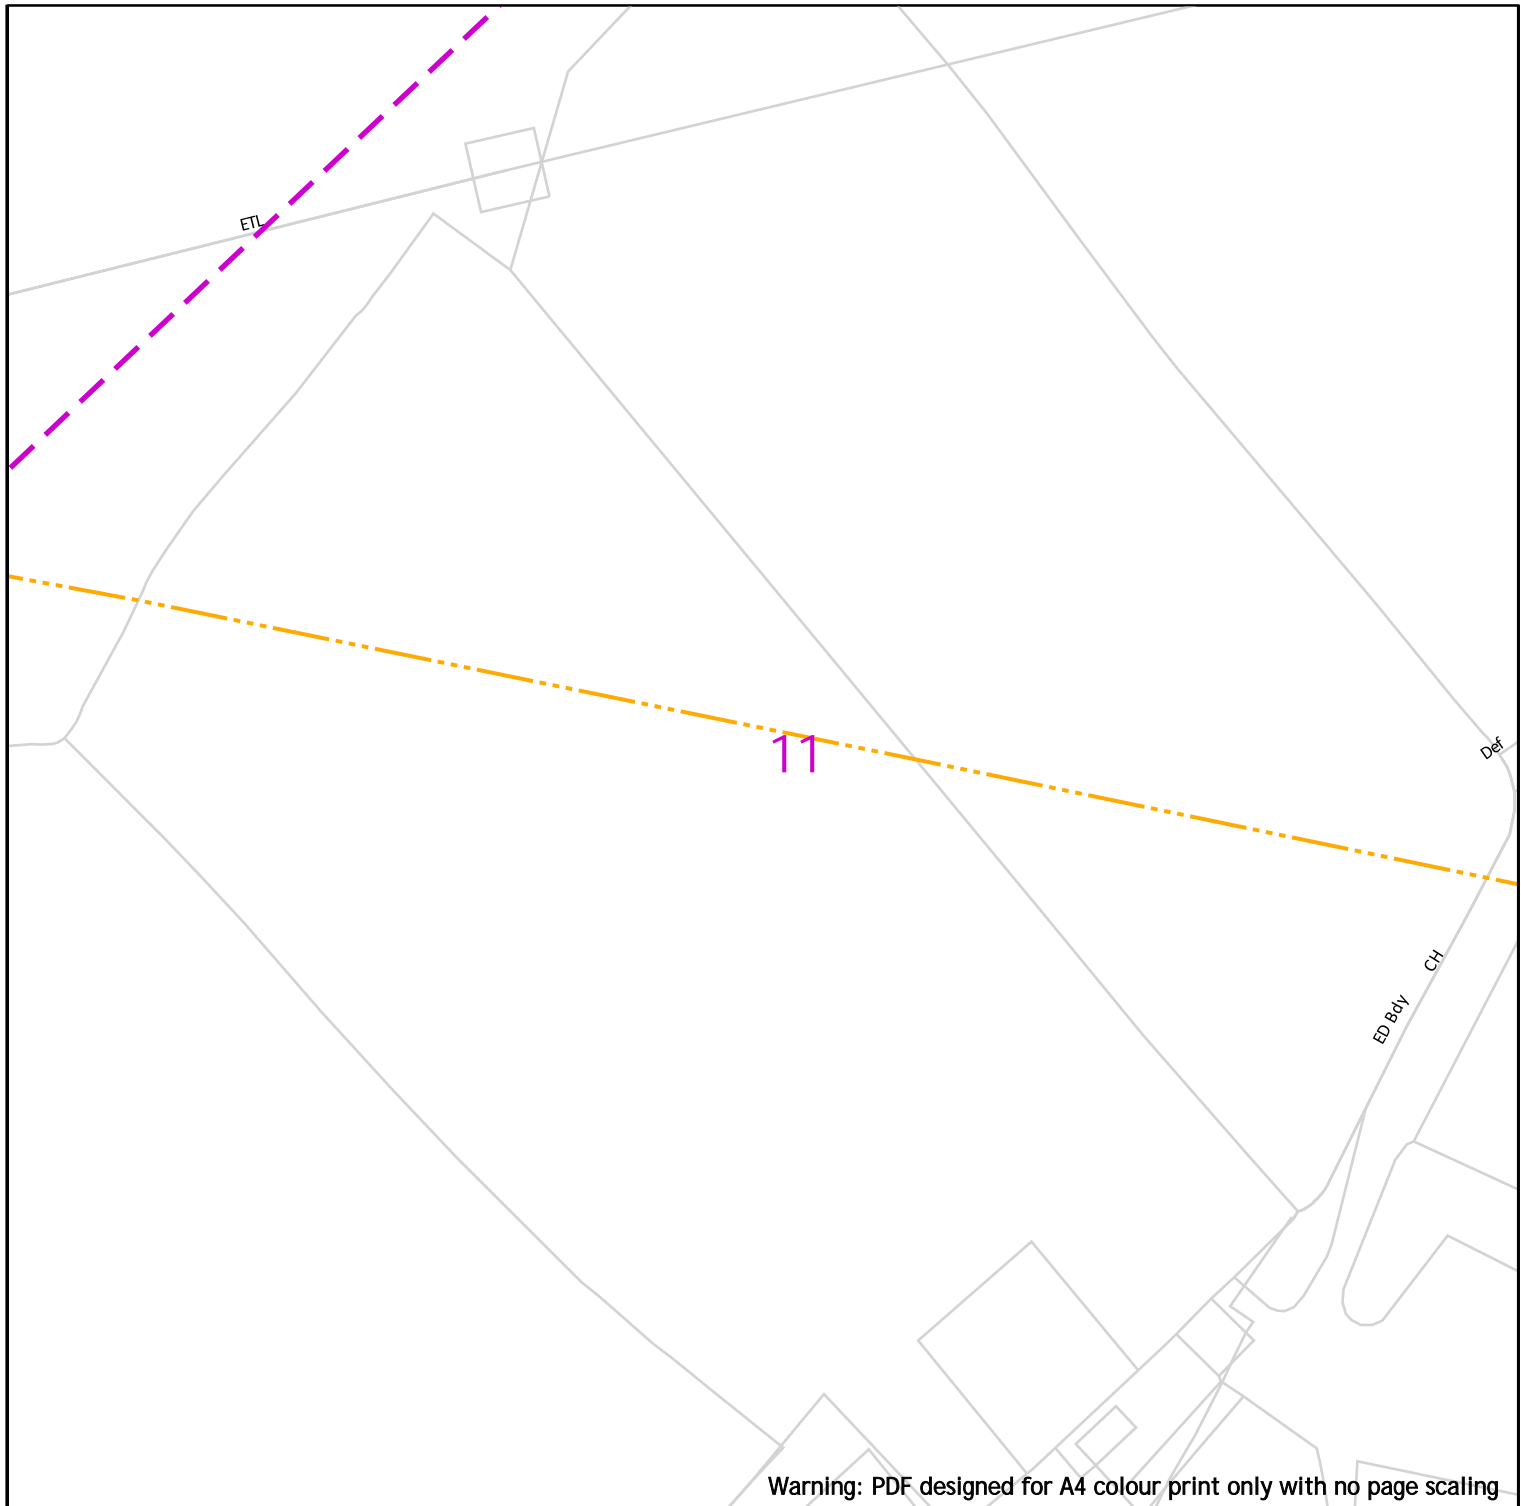 ETL
11
Def
CH
ED Bdy
Warning: PDF designed for A4 colour print only with no page scaling